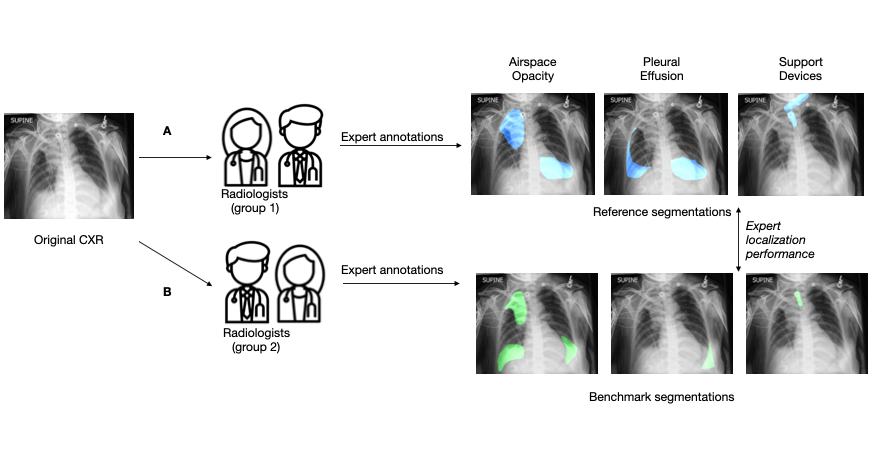 Airspace
Opacity
Pleural
Effusion
Support
Devices
SUPINE
SUPINE
SUPINE
SUPINE
A
Expert annotations
Radiologists
(group 1)
Original CXR
Reference segmentations
Expert
localization
performance
B
Expert annotations
SUPINE
SUPINE
SUPINE
Radiologists
(group 2)
Benchmark segmentations